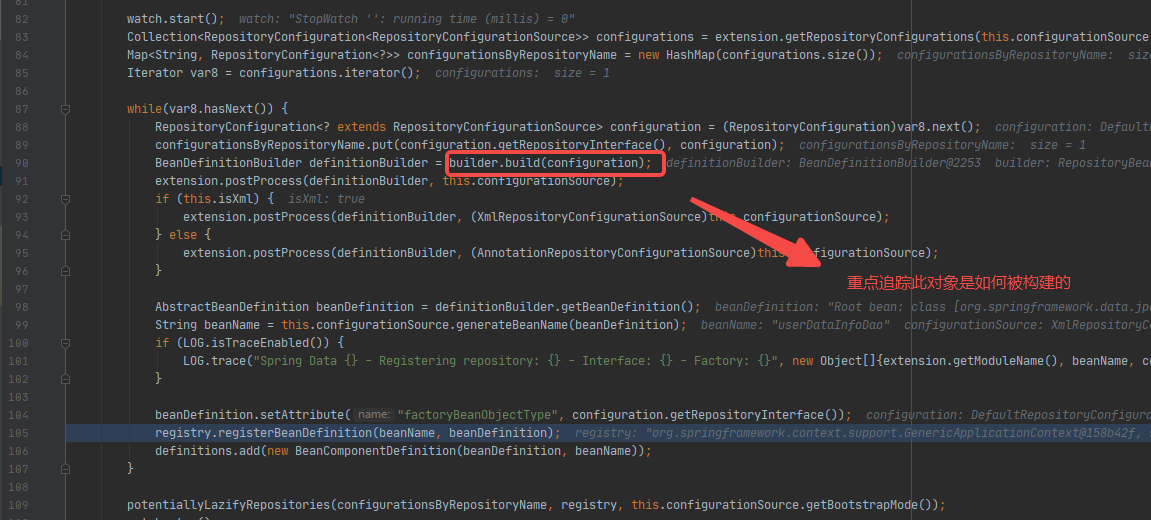 81
82 watch.start(); watch: "StopWatch '': running time (millis) = 0"
83 Collection<RepositoryConfiguration<RepositoryConfigurationSource>> configurations = extension.getRepositoryConfigurations(this.configurationSource
84 Map<String, RepositoryConfiguration<?>> configurationsByRepositoryName = new HashMap(configurations.size()); configurationsByRepositoryName: size
85 Iterator var8 = configurations.iterator(); configurations: size = 1
86
87 while(var8.hasNext()) {
88 RepositoryConfiguration<? extends RepositoryConfigurationSource> configuration = (RepositoryConfiguration)var8.next(); configuration: DefaultR
89 configurationsByRepositoryName.put(configuration.getRepositoryInterface(), configuration); configurationsByRepositoryName: size = 1
90 BeanDefinitionBuilder definitionBuilder = builder.build(configuration); definitionBuilder: BeanDefinitionBuilder@2253 builder: RepositoryBean
91 extension.postProcess(definitionBuilder, this.configurationSource);
92 if (this.isXml) { isXml: true
93 extension.postProcess(definitionBuilder, (XmlRepositoryConfigurationSource)this.configurationSource);
94 } else {
95 extension.postProcess(definitionBuilder, (AnnotationRepositoryConfigurationSource)this.configurationSource);
96 }
重点追踪此对象是如何被构建的
97
98 AbstractBeanDefinition beanDefinition = definitionBuilder.getBeanDefinition(); beanDefinition: "Root bean: class [org.springframework.data.jpa
99 String beanName = this.configurationSource.generateBeanName(beanDefinition); beanName: "userDataInfoDao" configurationSource: XmlRepositoryCo
100 if (LOG.isTraceEnabled()) {
101 LOG.trace("Spring Data {} - Registering repository: {} - Interface: {} - Factory: {}", new Object[]{extension.getModuleName(), beanName, co
102 }
103
104 beanDefinition.setAttribute( name: "factoryBeanObjectType", configuration.getRepositoryInterface()); configuration: DefaultRepositoryConfigura
105 registry.registerBeanDefinition(beanName, beanDefinition); registry: "org.springframework.context.support.GenericApplicationContext@158b42f,
106 definitions.add(new BeanComponentDefinition(beanDefinition, beanName));
107 }
108
109 potentiallyLazifyRepositories(configurationsByRepositoryName, registry, this.configurationSource.getBootstrapMode());